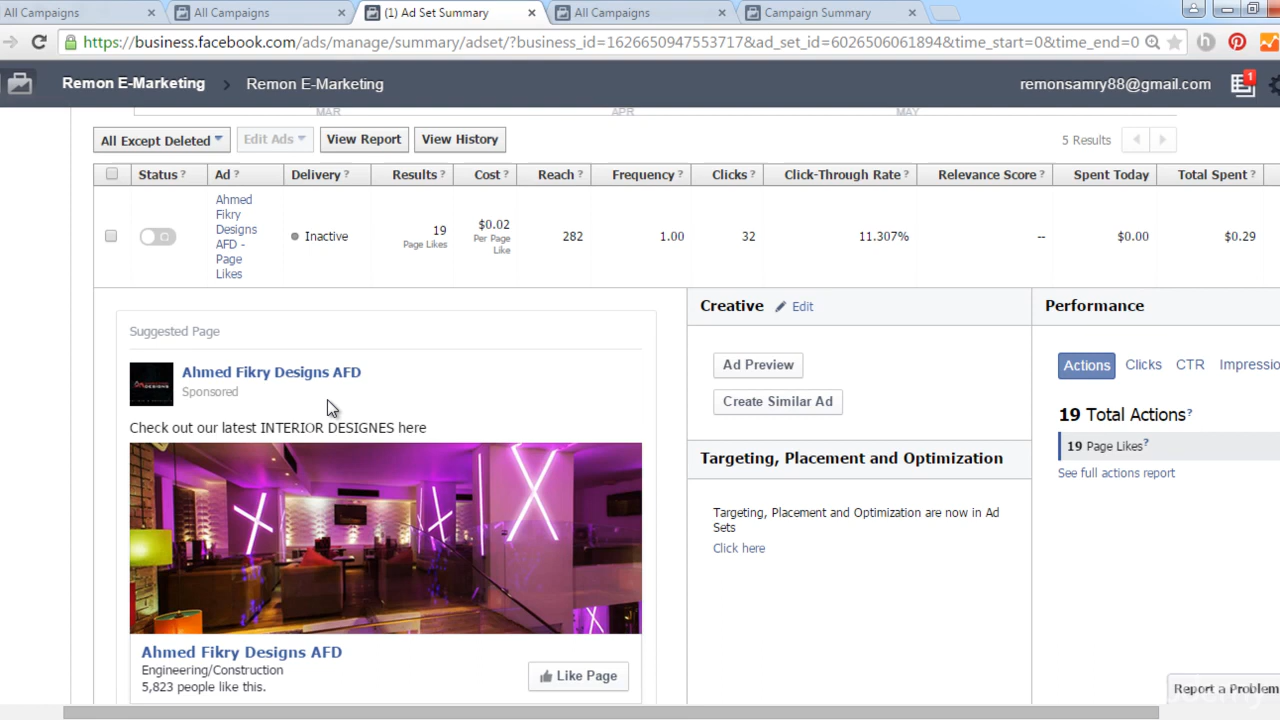 All Campaigns
All Campaigns
(1) Ad Set Summary
All Campaigns
Campaign Summary
https://business.facebook.com/ads/manage/summary/adset/?business_id=1626650947553717&ad_set_id=6026506061894&time_start=0&time_end=0
Remon E-Marketing > Remon E-Marketing
remonsamry88@gmail.com
1
MAR APR MAY
All Except Deleted
Edit Ads
View Report
View History
5 Results
Status ? Ad ? Delivery ? Results ? Cost ? Reach ? Frequency ? Clicks ? Click-Through Rate ? Relevance Score ? Spent Today Total Spent ?
Ahmed
Fikry
Designs
AFD -
Page
Likes
Inactive
19
Page Likes
$0.02
Per Page
Like
282 1.00 32 11.307% -- $0.00 $0.29
Suggested Page
Ahmed Fikry Designs AFD
Sponsored
Check out our latest INTERIOR DESIGNES here
Ahmed Fikry Designs AFD
Engineering/Construction
5,823 people like this.
Like Page
Creative Edit
Ad Preview
Create Similar Ad
Targeting, Placement and Optimization
Targeting, Placement and Optimization are now in Ad
Sets
Click here
Performance
Actions Clicks CTR Impressio
19 Total Actions?
19 Page Likes?
See full actions report
Report a Problem